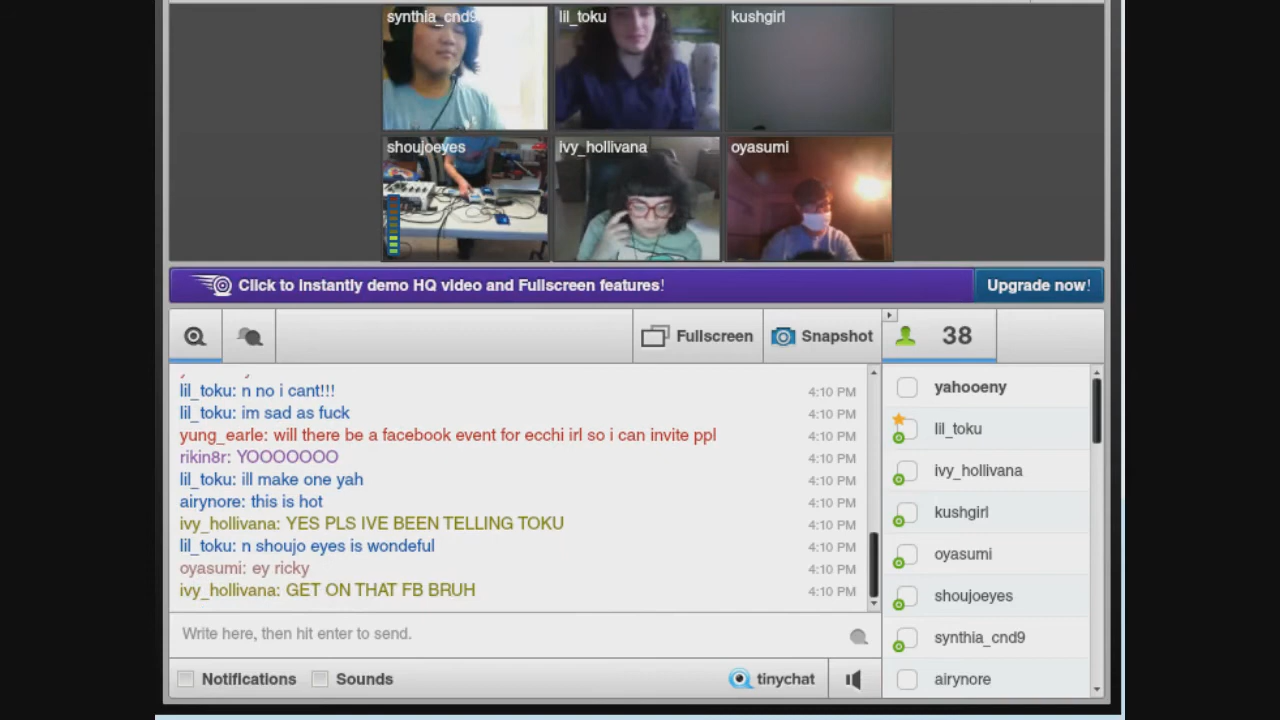 synthia_cnd9 lil_toku kushgirl
shoujoeyes ivy_hollivana oyasumi
Click to instantly demo HQ video and Fullscreen features! Upgrade now!
Fullscreen Snapshot 38
lil_toku: n no i cant!!! 4:10 PM
lil_toku: im sad as fuck 4:10 PM
yung_earle: will there be a facebook event for ecchi irl so i can invite ppl 4:10 PM
rikin8r: YOOOOOOO 4:10 PM
lil_toku: ill make one yah 4:10 PM
airynore: this is hot 4:10 PM
ivy_hollivana: YES PLS IVE BEEN TELLING TOKU 4:10 PM
lil_toku: n shoujo eyes is wondeful 4:10 PM
oyasumi: ey ricky 4:10 PM
ivy_hollivana: GET ON THAT FB BRUH 4:10 PM
Write here, then hit enter to send.
Notifications Sounds tinychat
yahooeny
lil_toku
ivy_hollivana
kushgirl
oyasumi
shoujoeyes
synthia_cnd9
airynore